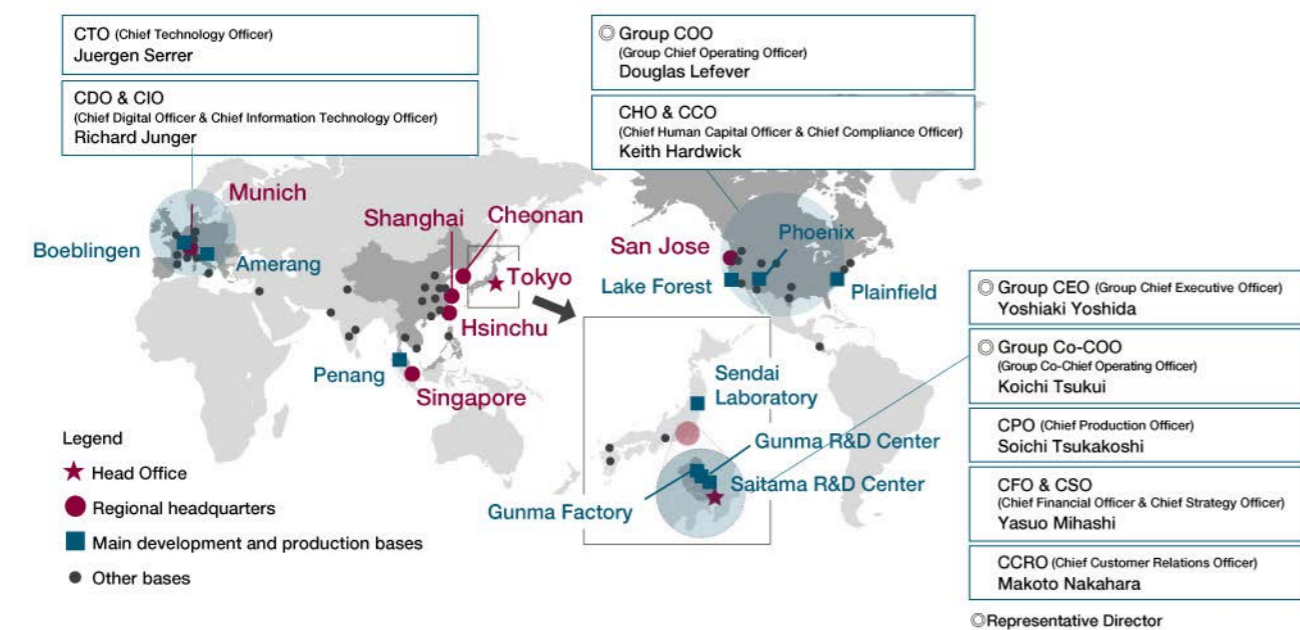 CTO (Chief Technology Officer)
Juergen Serrer
CDO & CIO
(Chief Digital Officer & Chief Information Technology Officer)
Richard Junger
◎ Group COO
(Group Chief Operating Officer)
Douglas Lefever
CHO & CCO
(Chief Human Capital Officer & Chief Compliance Officer)
Keith Hardwick
Munich
Boeblingen
Amerang
Shanghai
Cheonan
Tokyo
Hsinchu
Penang
Singapore
San Jose
Phoenix
Lake Forest
Plainfield
Sendai
Laboratory
Gunma R&D Center
Saitama R&D Center
Gunma Factory
◎ Group CEO (Group Chief Executive Officer)
Yoshiaki Yoshida
◎ Group Co-COO
(Group Co-Chief Operating Officer)
Koichi Tsukui
CPO (Chief Production Officer)
Soichi Tsukakoshi
CFO & CSO
(Chief Financial Officer & Chief Strategy Officer)
Yasuo Mihashi
CCRO (Chief Customer Relations Officer)
Makoto Nakahara
◎Representative Director
Legend
Head Office
Regional headquarters
Main development and production bases
Other bases